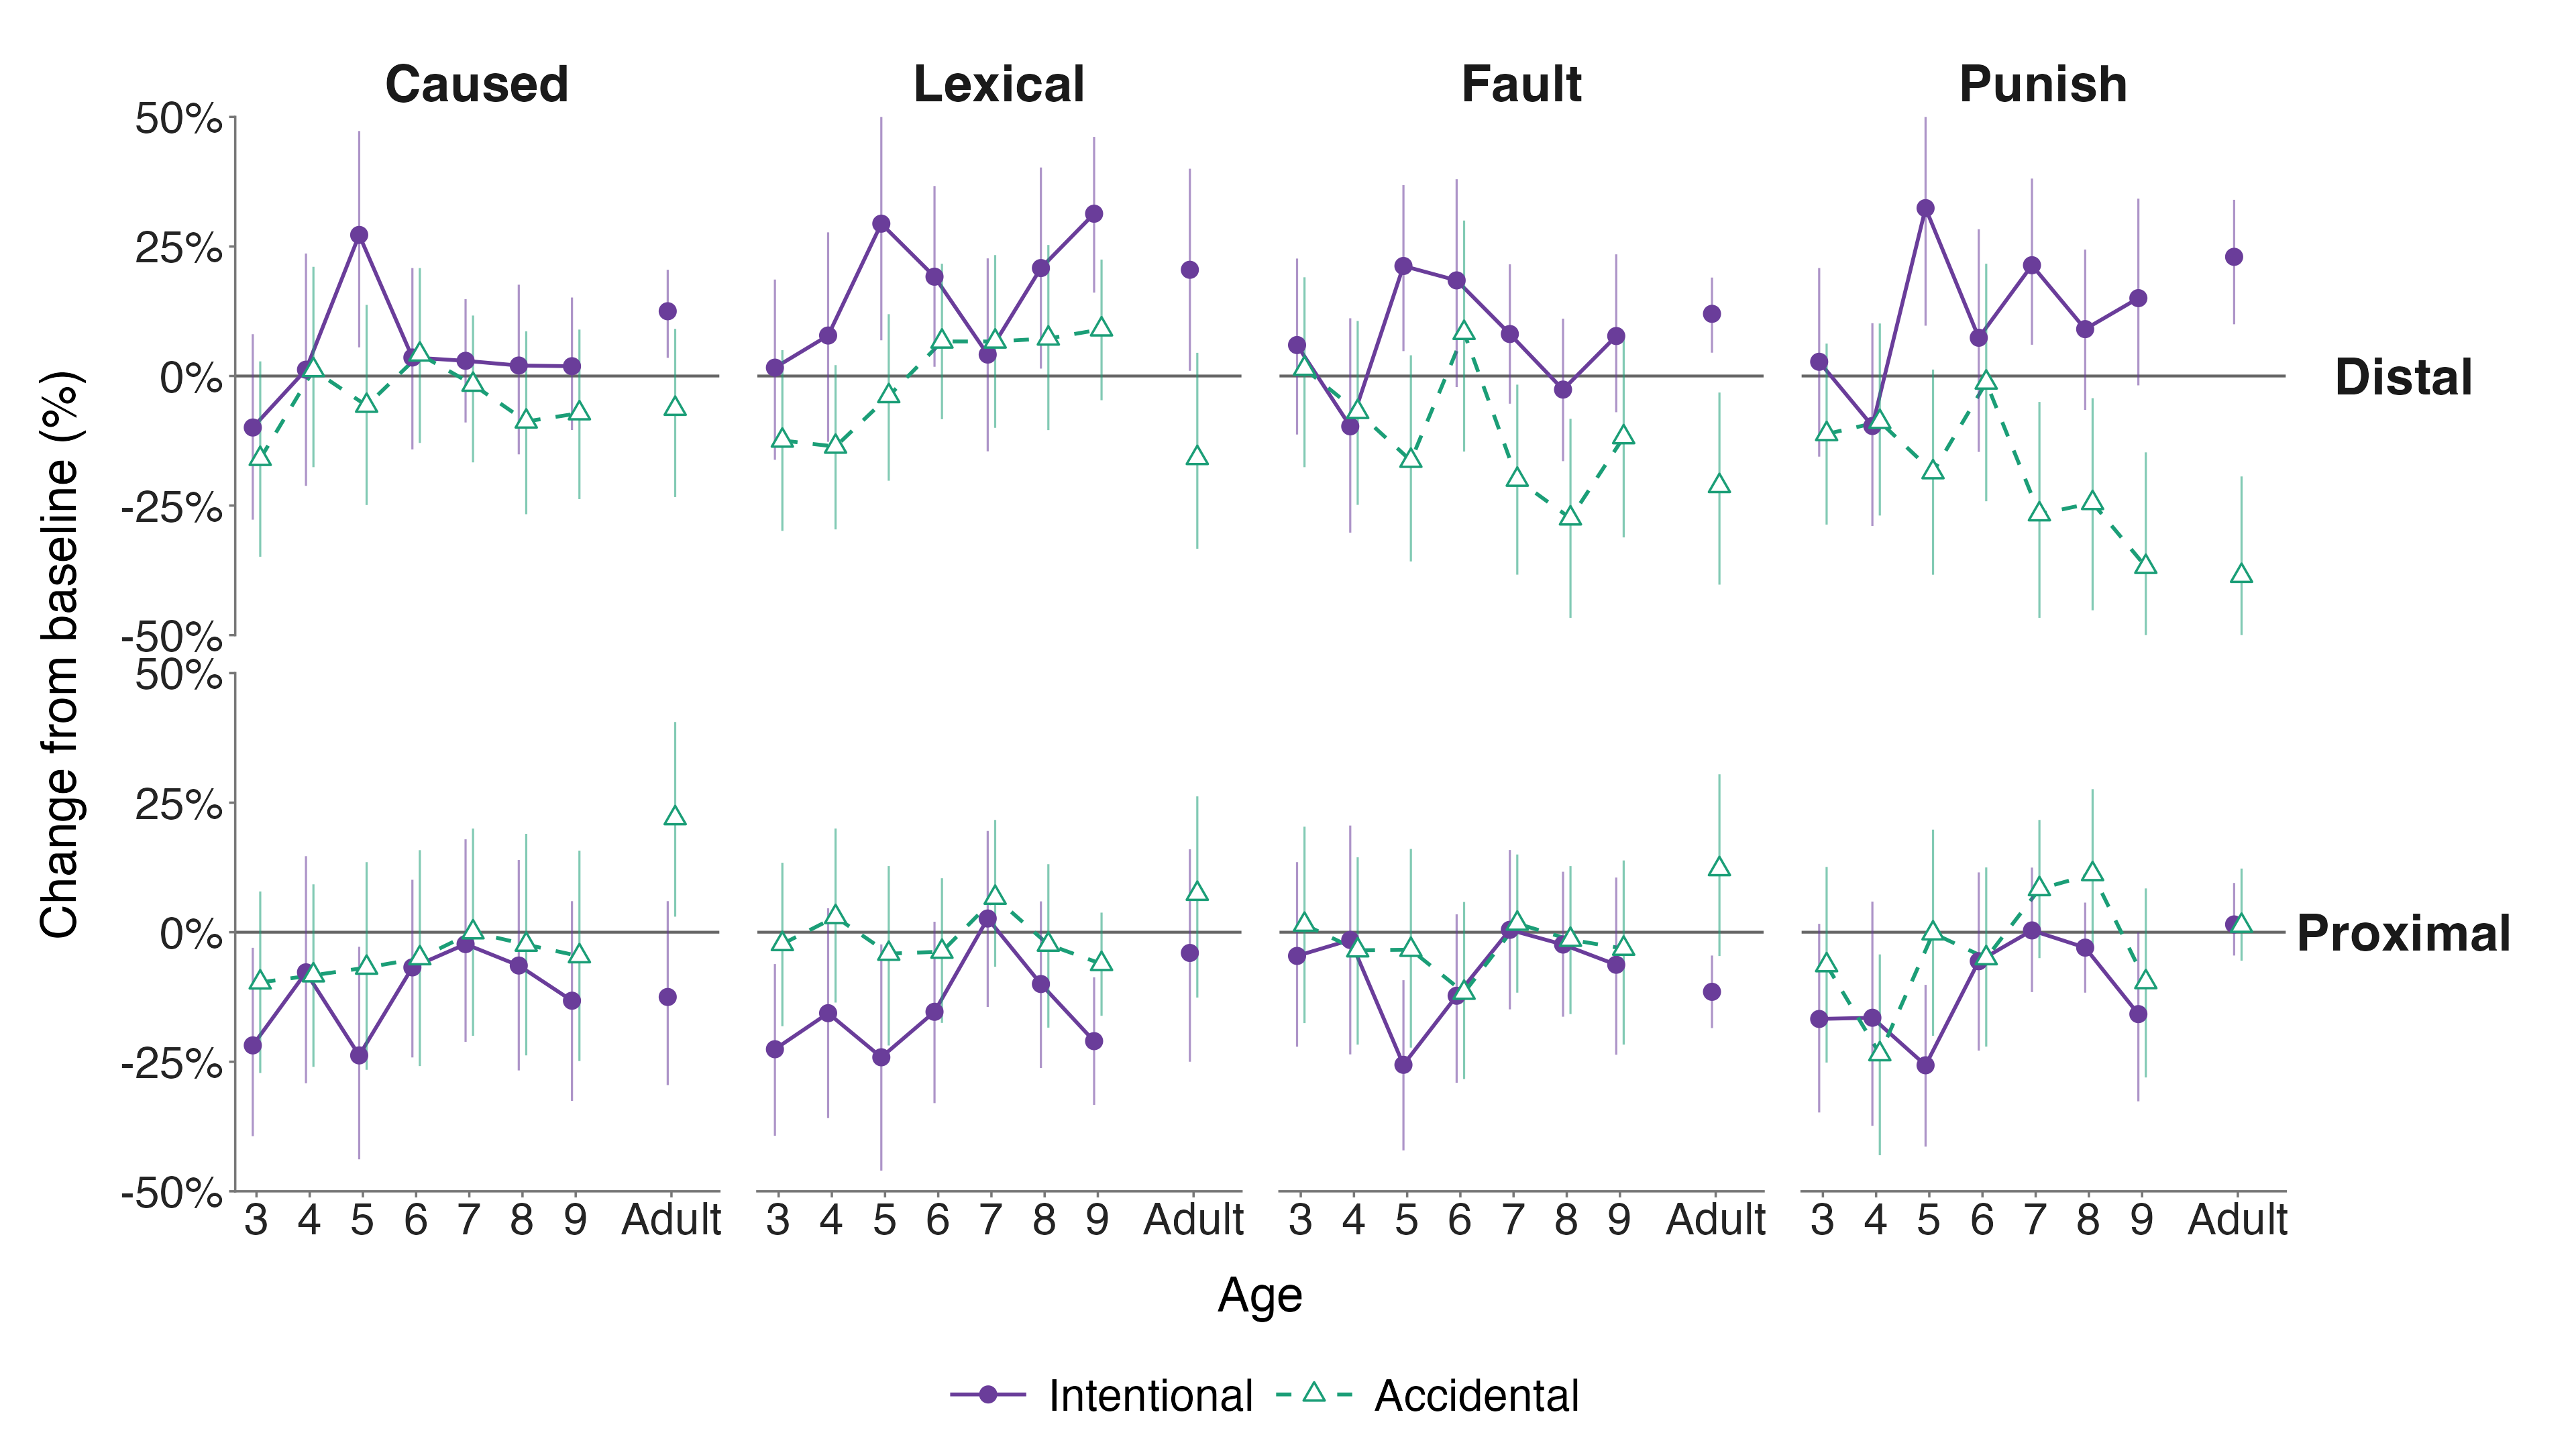 Caused Lexical Fault Punish
50%
25%
0%
-25%
-50%
Distal
50%
25%
0%
-25%
-50%
Proximal
Change from baseline (%)
3 4 5 6 7 8 9 Adult 3 4 5 6 7 8 9 Adult 3 4 5 6 7 8 9 Adult 3 4 5 6 7 8 9 Adult
Age
Intentional Accidental